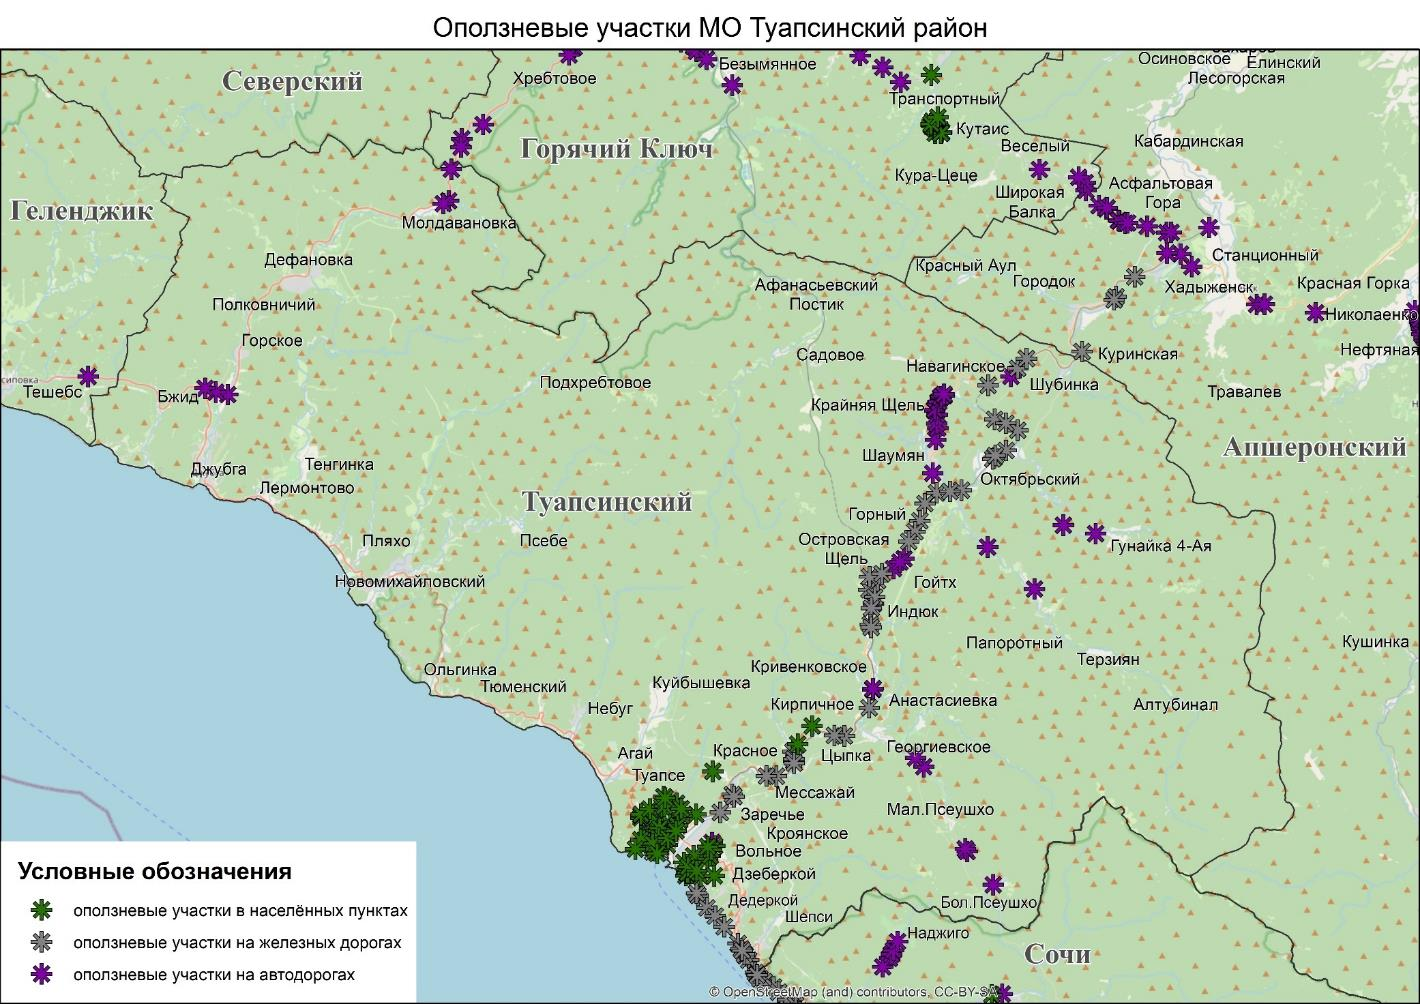 Оползневые участки МО Туапсинский район
Северский
Хребтовое
Безымянное
Осиновское
Елинский
Лесогорская
Транспортный
Кутаис
Горячий Ключ
Веселый
Кабардинская
Кура-Цеце
Широкая
Балка
Асфальтовая
Гора
Геленджик
Молдавановка
Дефановка
Красный Аул
Городок
Станционный
Хадыженск
Красная Горка
Афанасьевский
Постик
Полковничий
Николаенко
Горское
Садовое
Навагинское
Куринская
Нефтяная
Тешебс
Бжид
Подхребтовое
Шубинка
Травалев
Крайняя Щель
Апшеронский
Шаумян
Джубга
Тенгинка
Лермонтово
Октябрьский
Туапсинский
Горный
Пляхо
Псебе
Островская
Щель
Гунайка 4-Ая
Новомихайловский
Гойтх
Индюк
Папоротный
Кушинка
Терзиян
Ольгинка
Тюменский
Кривенковское
Куйбышевка
Небуг
Кирпичное
Анастасиевка
Алтубинал
Агай
Красное
Цыпка
Георгиевское
Туапсе
Мессажай
Заречье
Мал.Псеушхо
Кроянское
Вольное
Дзеберкой
Дедеркой
Шепси
Бол.Псеушхо
Наджиго
Сочи
Условные обозначения
оползневые участки в населённых пунктах
оползневые участки на железных дорогах
оползневые участки на автодорогах
© OpenStreetMap (and) contributors, CC-BY-SA